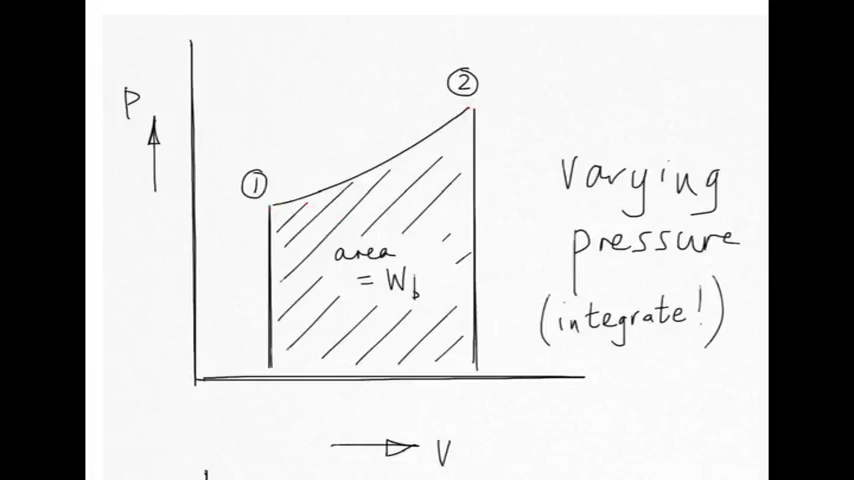 P
②
①
varying
pressure
(integrate!)
area
= Wb
V